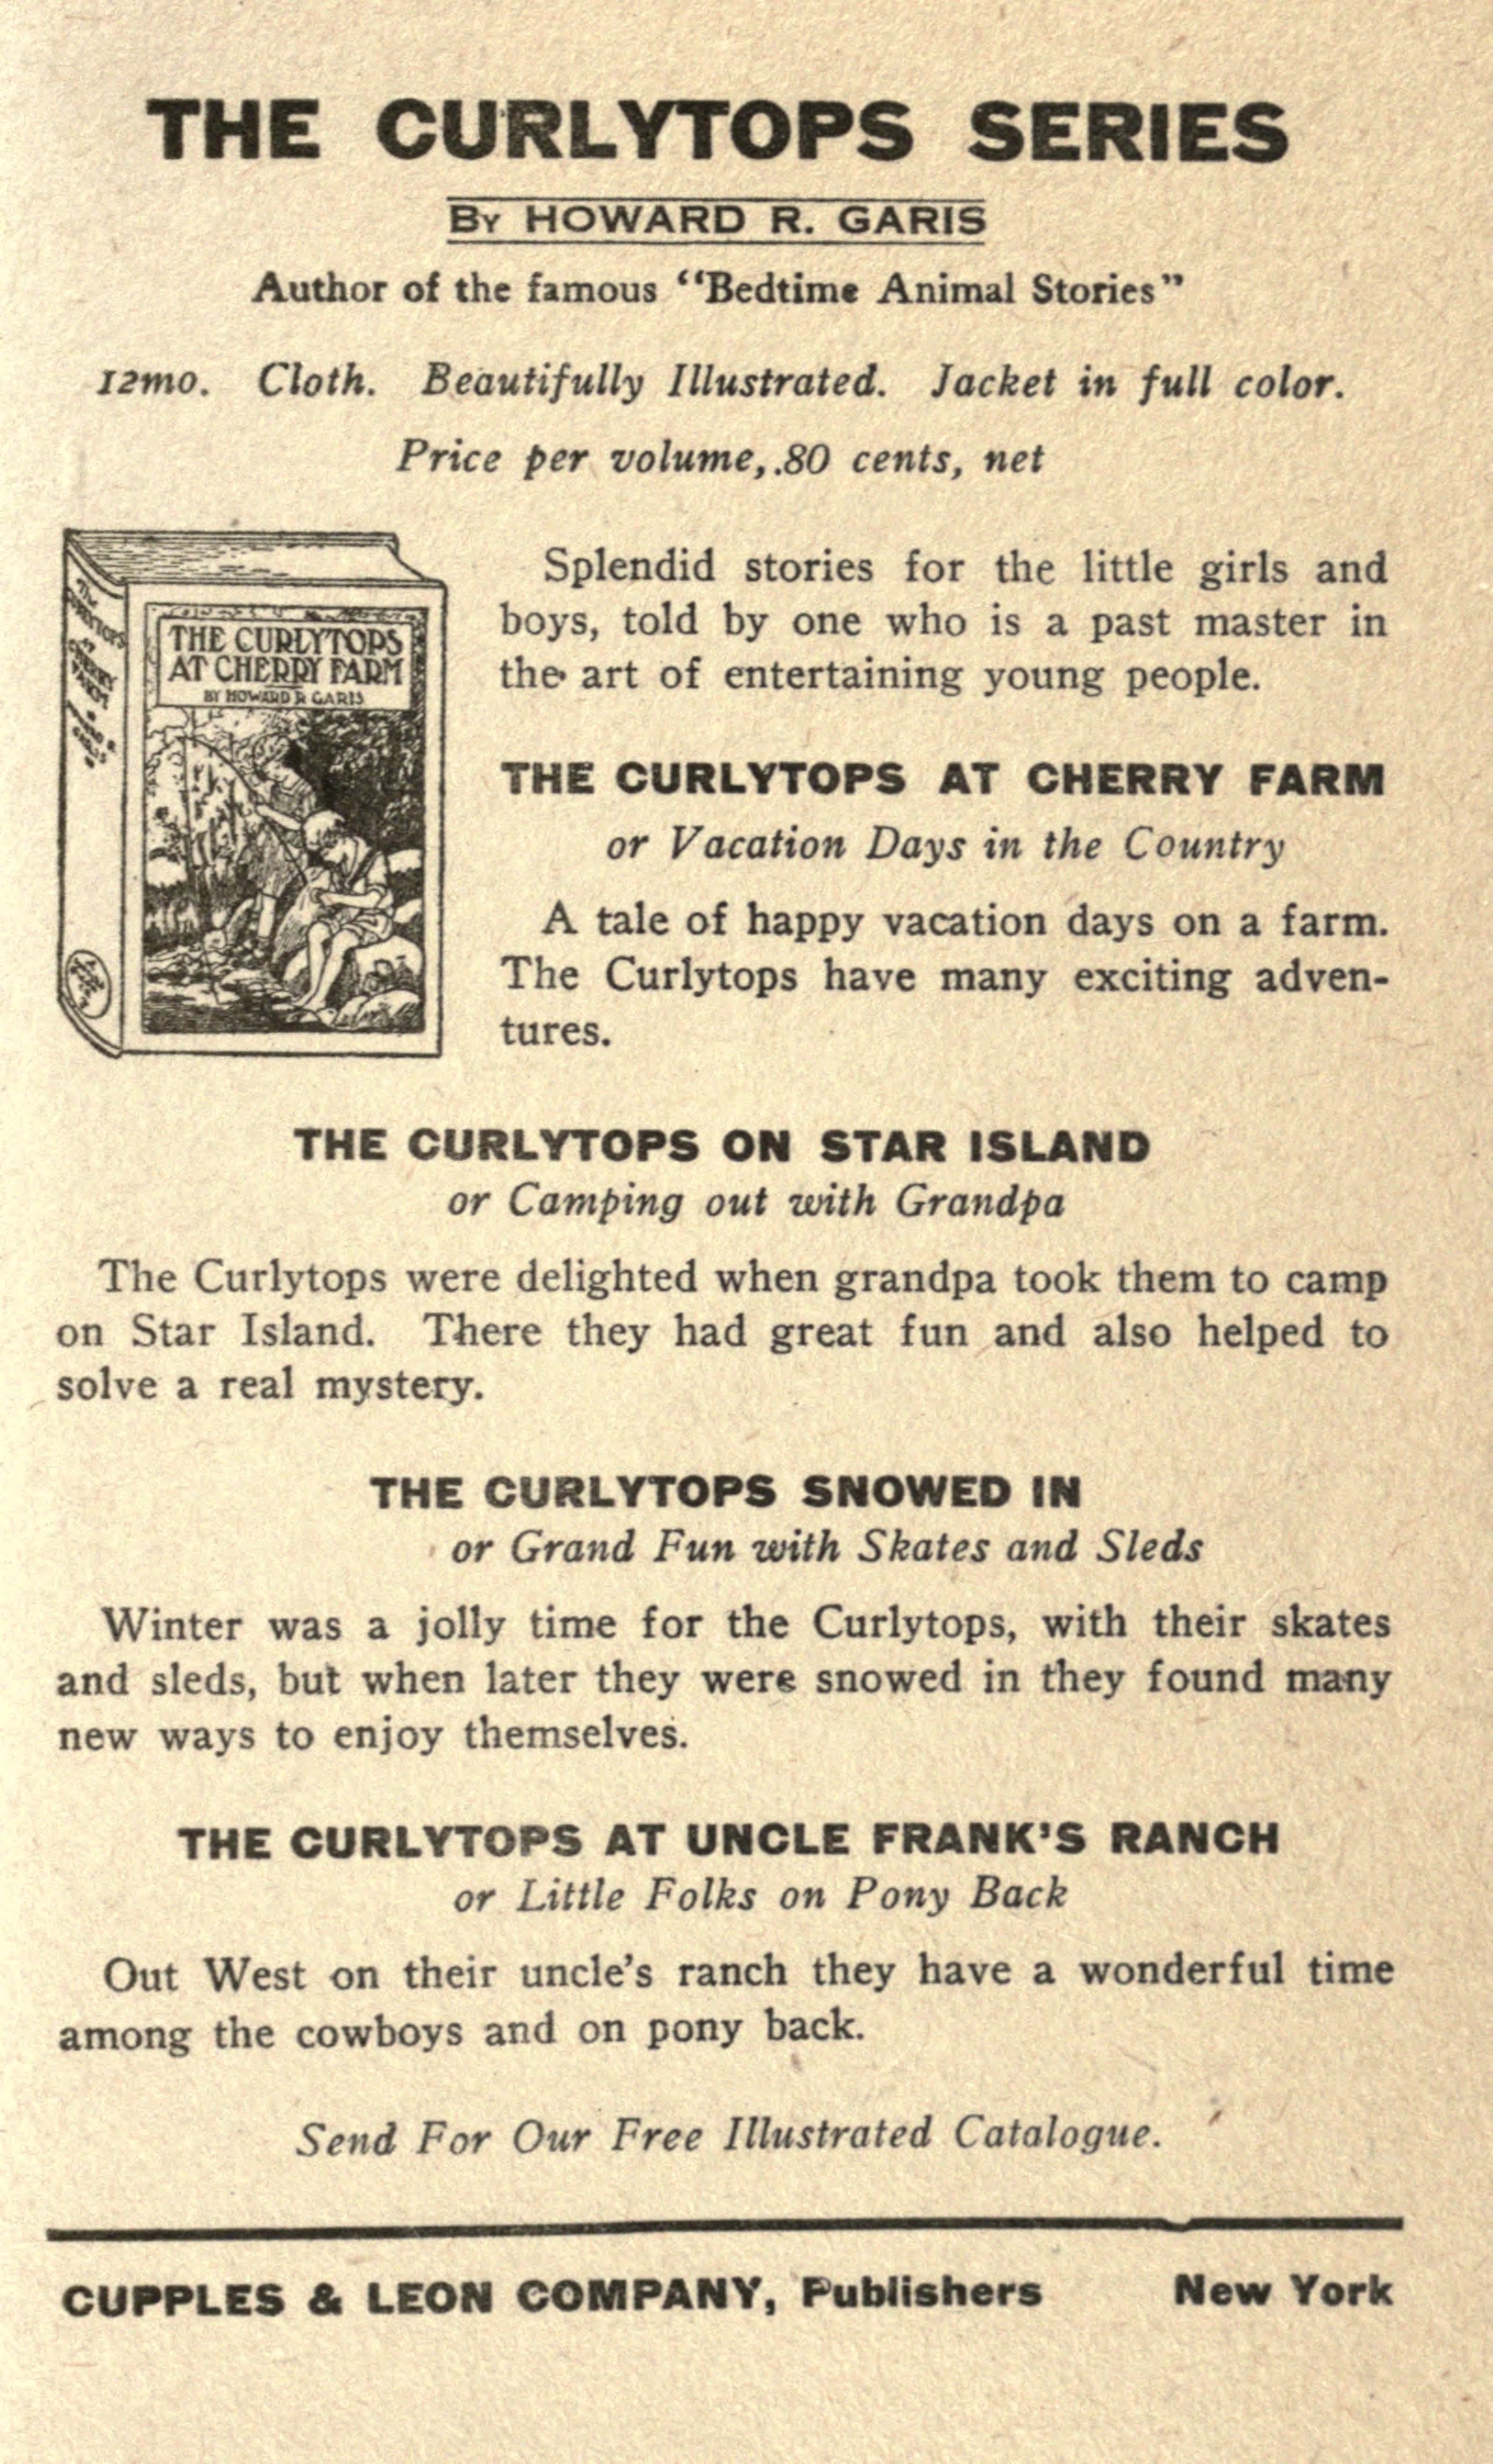 THE CURLYTOPS SERIES
By HOWARD R. GARIS
Author of the famous "Bedtime Animal Stories"
12mo. Cloth. Beautifully Illustrated. Jacket in full color.
Price per volume, .80 cents, net
THE CURLYTOPS
AT CHERRY FARM
BY HOWARD R GARIS
Splendid stories for the little girls and
boys, told by one who is a past master in
the art of entertaining young people.
THE CURLYTOPS AT CHERRY FARM
or Vacation Days in the Country
A tale of happy vacation days on a farm.
The Curlytops have many exciting adven-
tures.
THE CURLYTOPS ON STAR ISLAND
or Camping out with Grandpa
The Curlytops were delighted when grandpa took them to camp
on Star Island. There they had great fun and also helped to
solve a real mystery.
THE CURLYTOPS SNOWED IN
or Grand Fun with Skates and Sleds
Winter was a jolly time for the Curlytops, with their skates
and sleds, but when later they were snowed in they found many
new ways to enjoy themselves.
THE CURLYTOPS AT UNCLE FRANK'S RANCH
or Little Folks on Pony Back
Out West on their uncle's ranch they have a wonderful time
among the cowboys and on pony back.
Send For Our Free Illustrated Catalogue.
CUPPLES & LEON COMPANY, Publishers New York